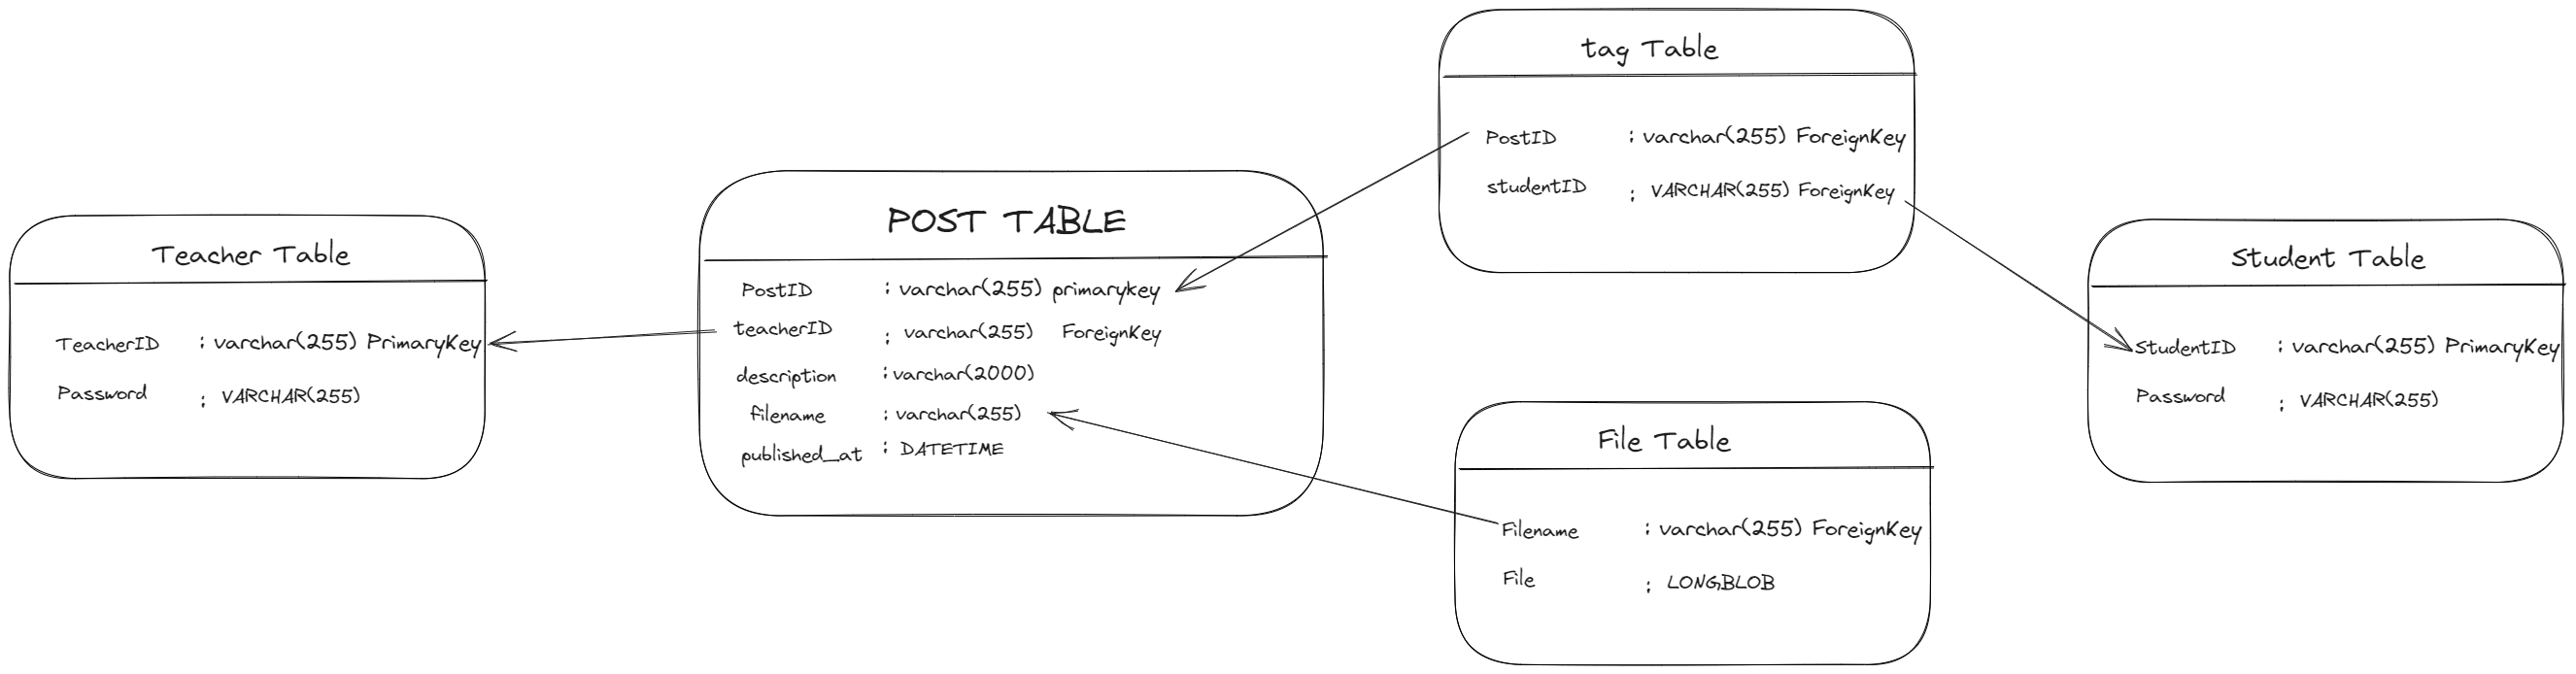 Teacher Table
TeacherID : varchar(255) PrimaryKey
Password ; VARCHAR(255)
POST TABLE
PostID : varchar(255) primarykey
teacherID ; varchar(255) ForeignKey
description : varchar(2000)
filename : varchar(255)
published_at : DATETIME
tag Table
PostID : varchar(255) ForeignKey
studentID ; VARCHAR(255) ForeignKey
File Table
Filename : varchar(255) ForeignKey
File ; LONGBLOB
Student Table
StudentID : varchar(255) PrimaryKey
Password ; VARCHAR(255)